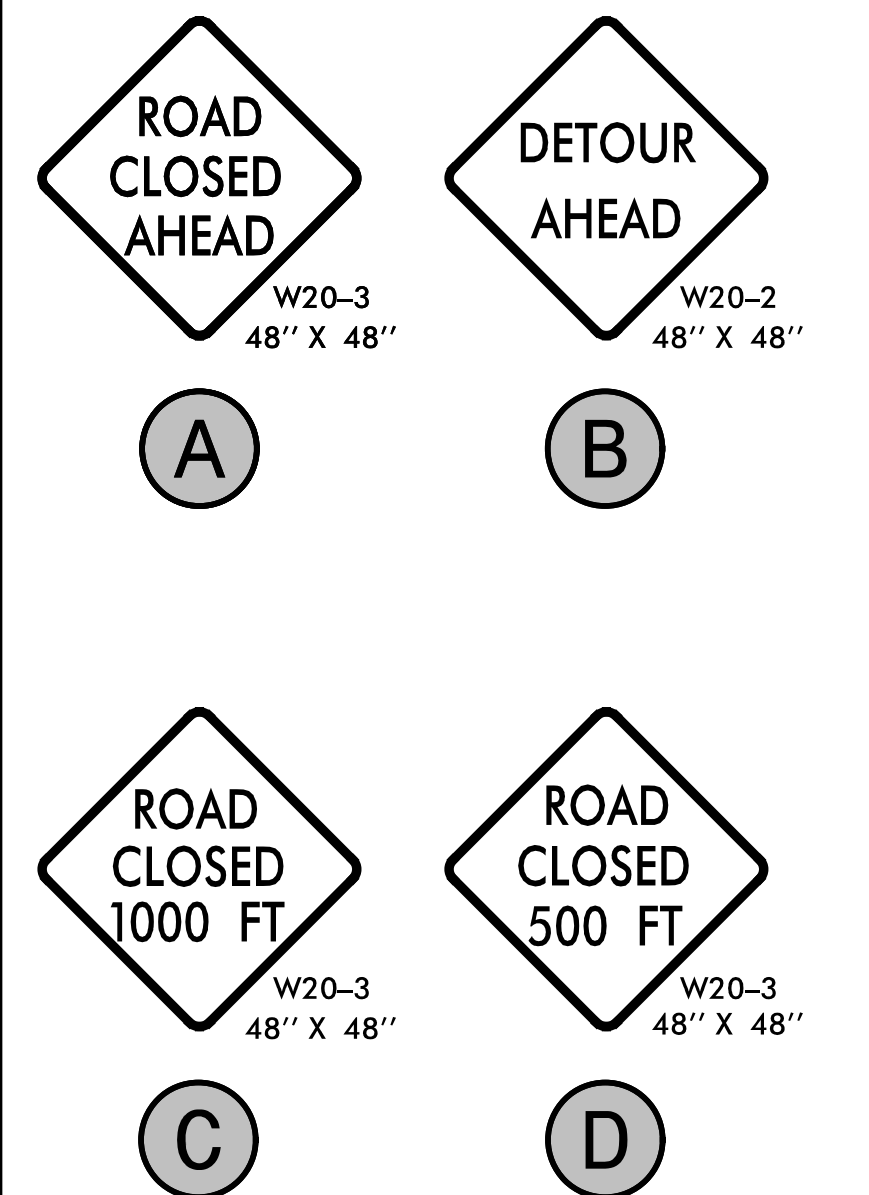 ROAD
CLOSED
AHEAD
W20–3
48′′ X 48′′
A
DETOUR
AHEAD
W20–2
48′′ X 48′′
B
ROAD
CLOSED
1000 FT
W20–3
48′′ X 48′′
C
ROAD
CLOSED
500 FT
W20–3
48′′ X 48′′
D